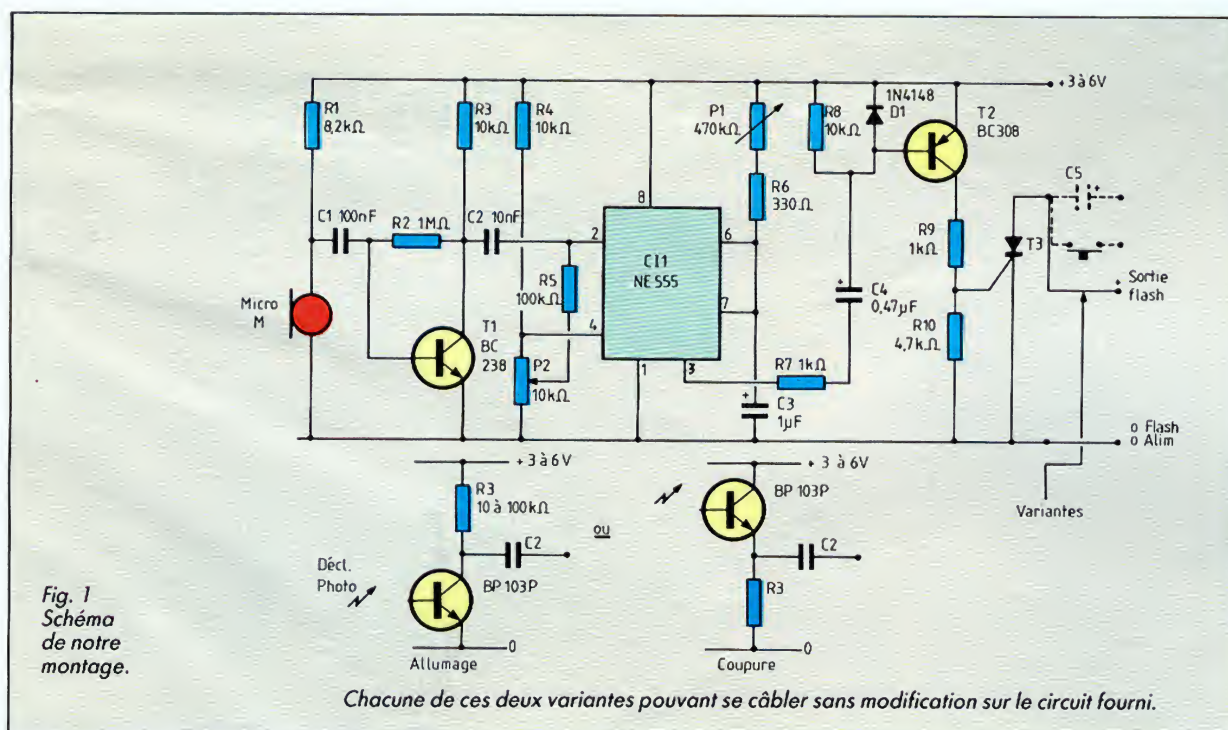 +3 à 6V
R1
8,2kΩ
R3
10kΩ
R4
10kΩ
P1
470kΩ
R8
10kΩ
1N4148
D1
T2
BC308
C5
+
8
R6
330Ω
C1 100nF
R2 1MΩ
C2 10nF
2
6
CI1
NE 555
R9
1kΩ
T3
Micro
M
R5
100kΩ
+
C4
0,47µF
+
Sortie
flash
4
7
T1
BC
238
P2
10kΩ
R10
4,7kΩ
1
3
R7 1kΩ
+
C3
1µF
o Flash
o Alim
+ 3 à 6V
+ 3 à 6V
R3
10 à 100kΩ
BP 103P
ou
Variantes
C2
C2
Décl.
Photo
BP 103P
R3
0
0
Allumage
Coupure
Fig. 1
Schéma
de notre
montage.
Chacune de ces deux variantes pouvant se câbler sans modification sur le circuit fourni.